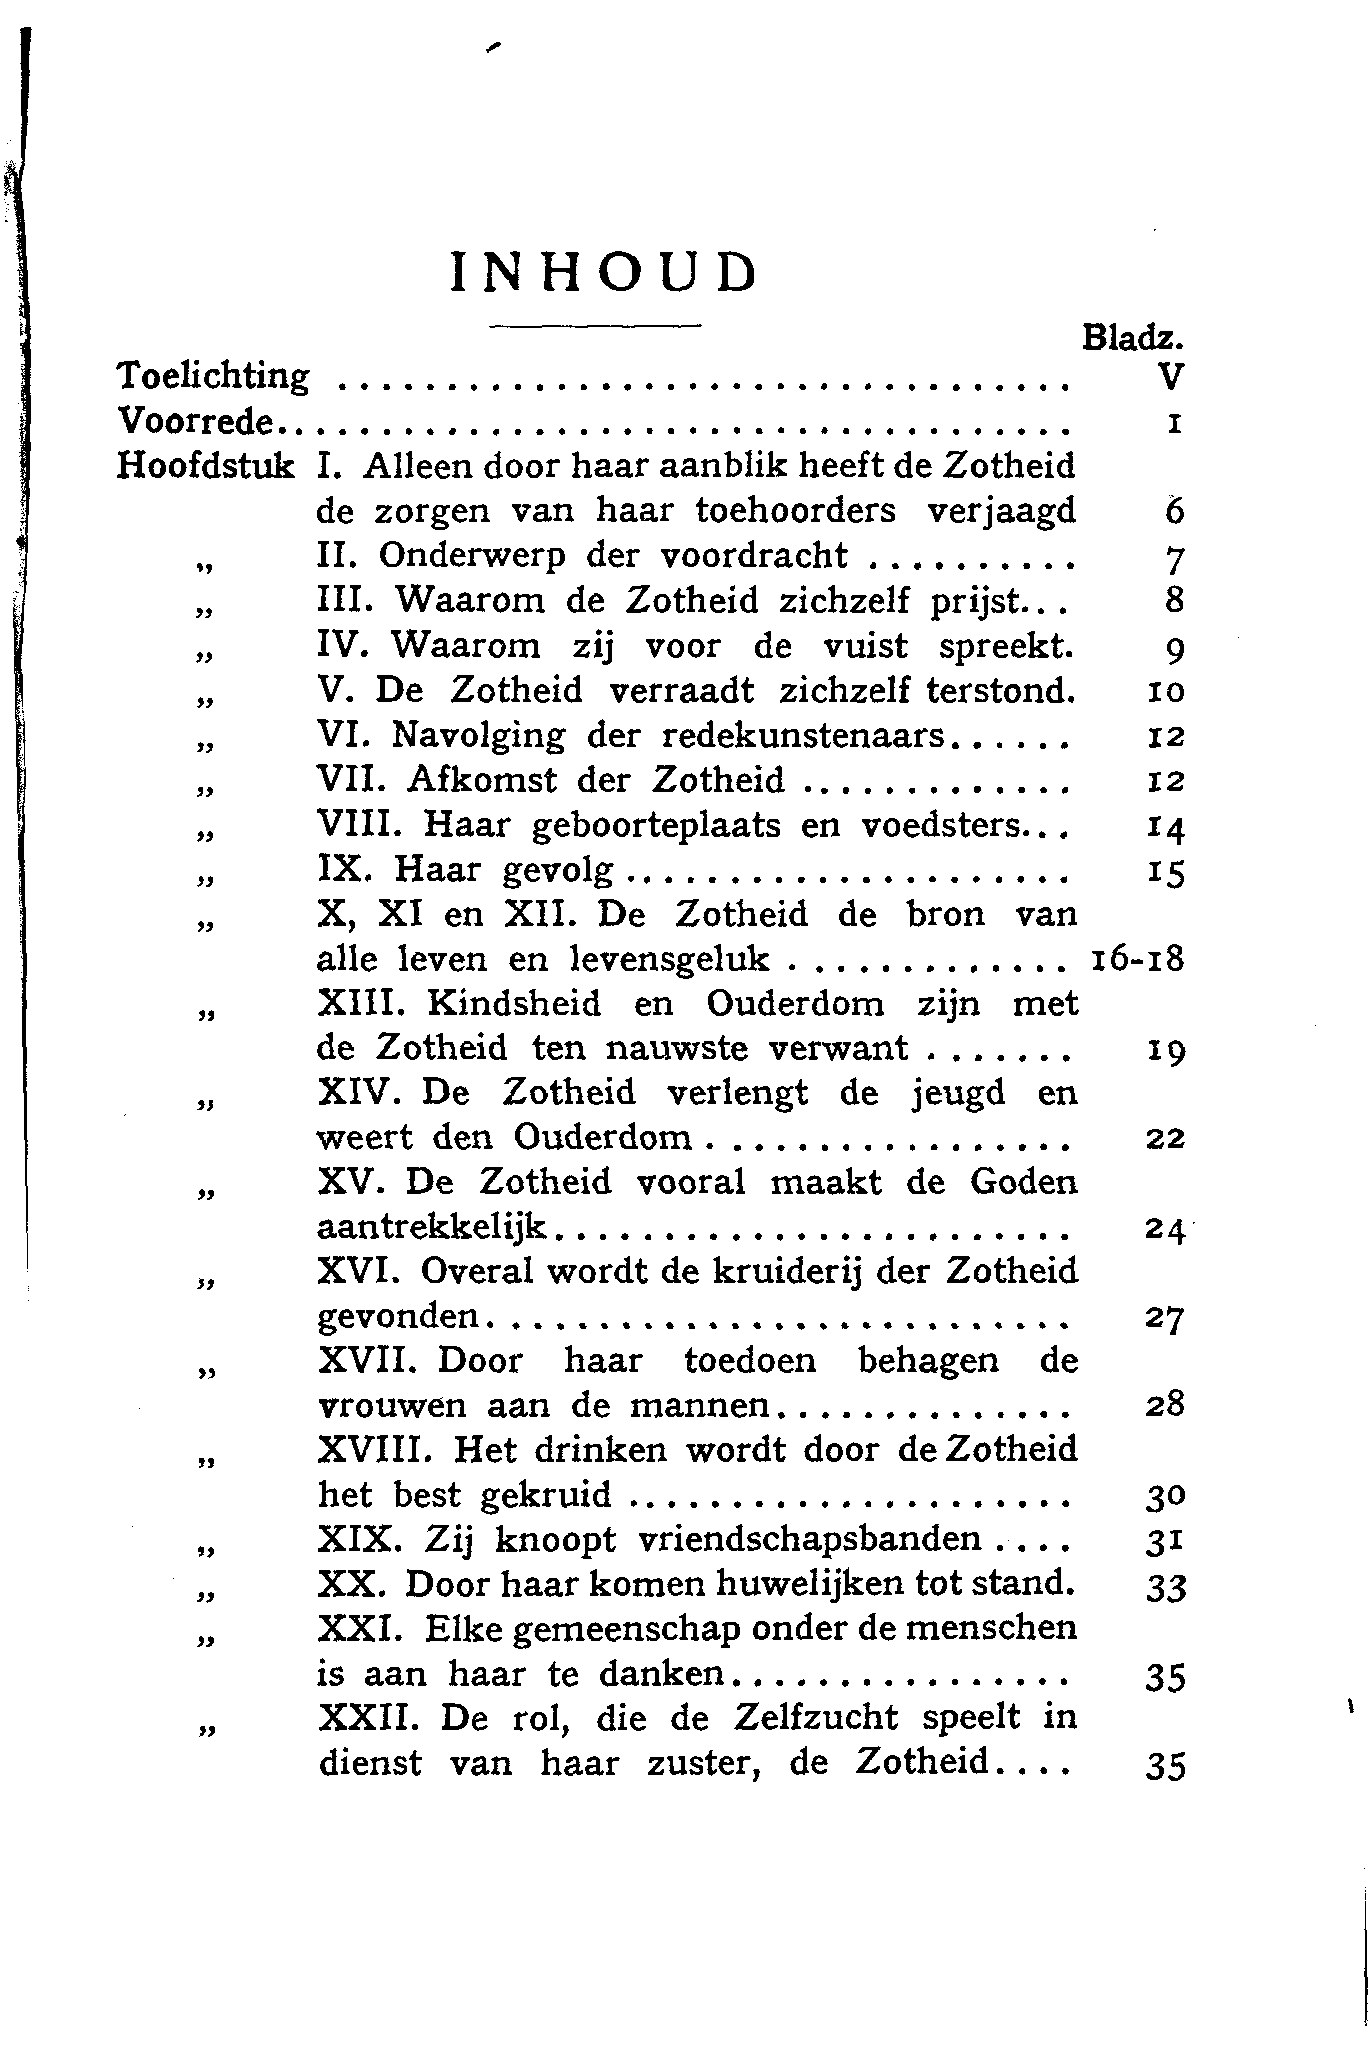 INHOUD
Bladz.
Toelichting .................................. V
Voorrede..................................... 1
Hoofdstuk I. Alleen door haar aanblik heeft de Zotheid
de zorgen van haar toehoorders verjaagd 6
„ II. Onderwerp der voordracht .......... 7
„ III. Waarom de Zotheid zichzelf prijst... 8
„ IV. Waarom zij voor de vuist spreekt. 9
„ V. De Zotheid verraadt zichzelf terstond. 10
„ VI. Navolging der redekunstenaars...... 12
„ VII. Afkomst der Zotheid ............. 12
„ VIII. Haar geboorteplaats en voedsters... 14
„ IX. Haar gevolg ..................... 15
„ X, XI en XII. De Zotheid de bron van
alle leven en levensgeluk ............. 16-18
„ XIII. Kindsheid en Ouderdom zijn met
de Zotheid ten nauwste verwant ....... 19
„ XIV. De Zotheid verlengt de jeugd en
weert den Ouderdom ................. 22
„ XV. De Zotheid vooral maakt de Goden
aantrekkelijk........................ 24
„ XVI. Overal wordt de kruiderij der Zotheid
gevonden........................... 27
„ XVII. Door haar toedoen behagen de
vrouwen aan de mannen.............. 28
„ XVIII. Het drinken wordt door de Zotheid
het best gekruid ..................... 30
„ XIX. Zij knoopt vriendschapsbanden .... 31
„ XX. Door haar komen huwelijken tot stand. 33
„ XXI. Elke gemeenschap onder de menschen
is aan haar te danken................ 35
„ XXII. De rol, die de Zelfzucht speelt in
dienst van haar zuster, de Zotheid.... 35